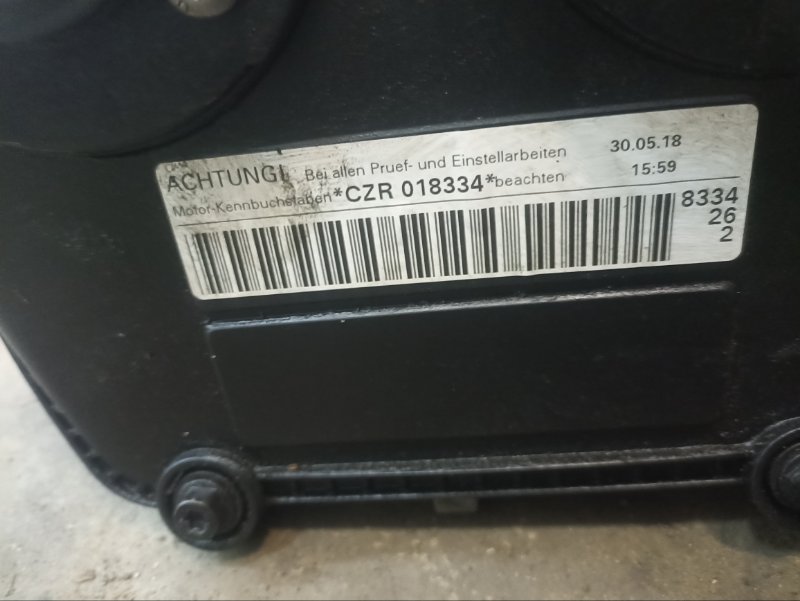 ACHTUNG! Bei allen Pruef- und Einstellarbeiten 30.05.18
Motor-Kennbuchstaben *CZR 018334* beachten 15:59
8334
26
2